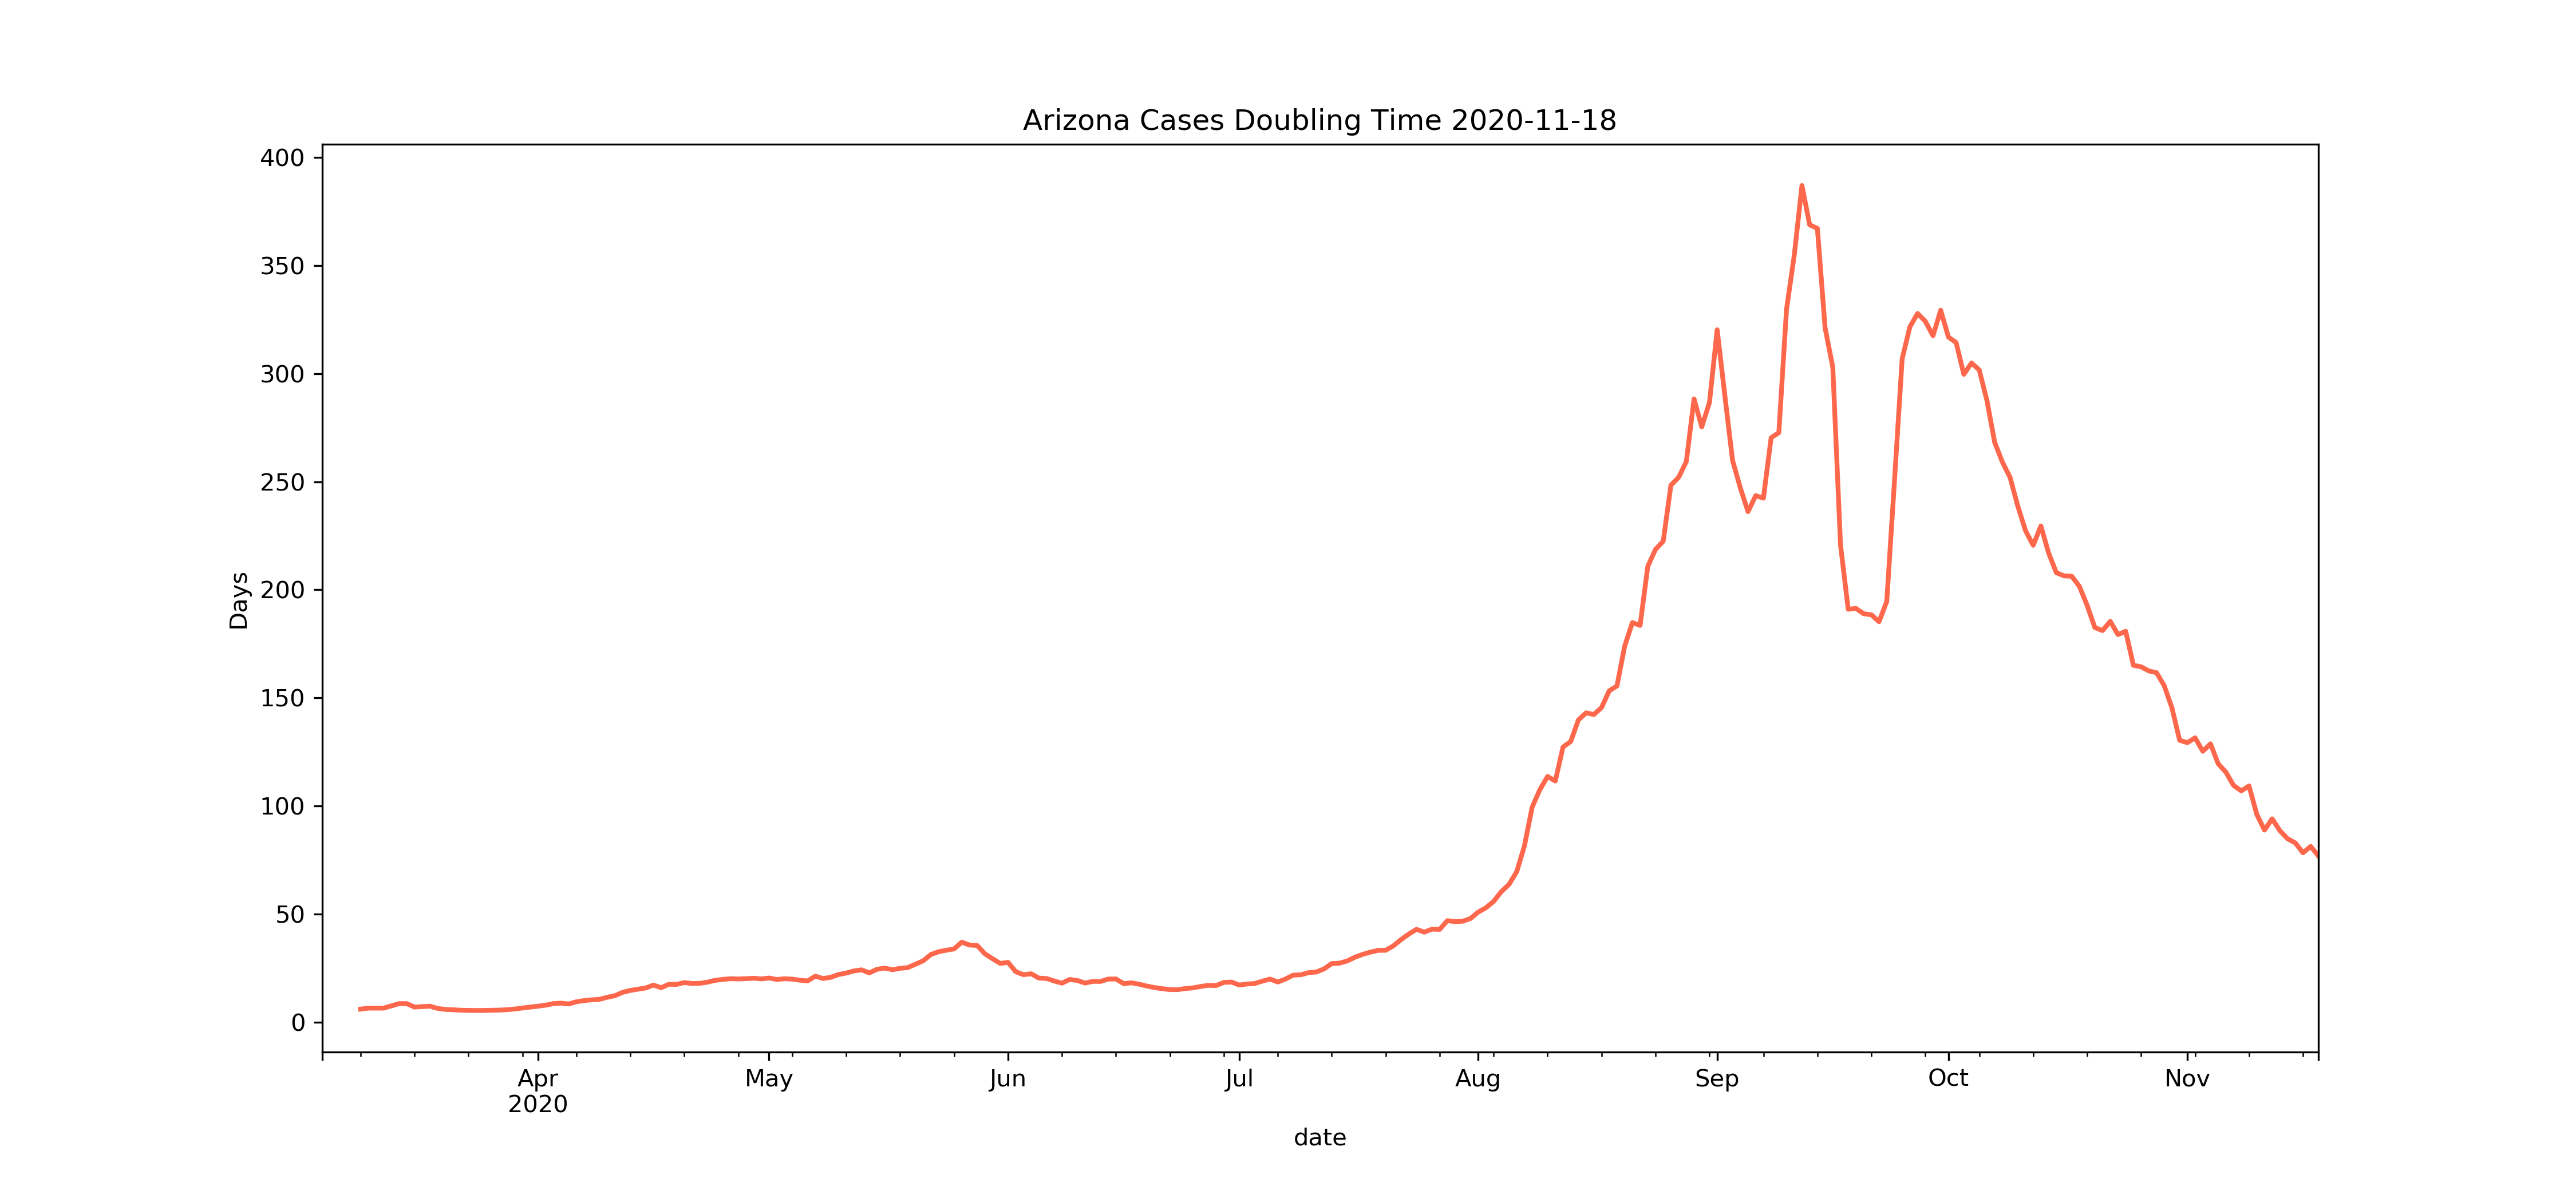 Arizona Cases Doubling Time 2020-11-18
400
350
300
250
200
150
100
50
0
Days
Apr
2020
May
Jun
Jul
Aug
Sep
Oct
Nov
date